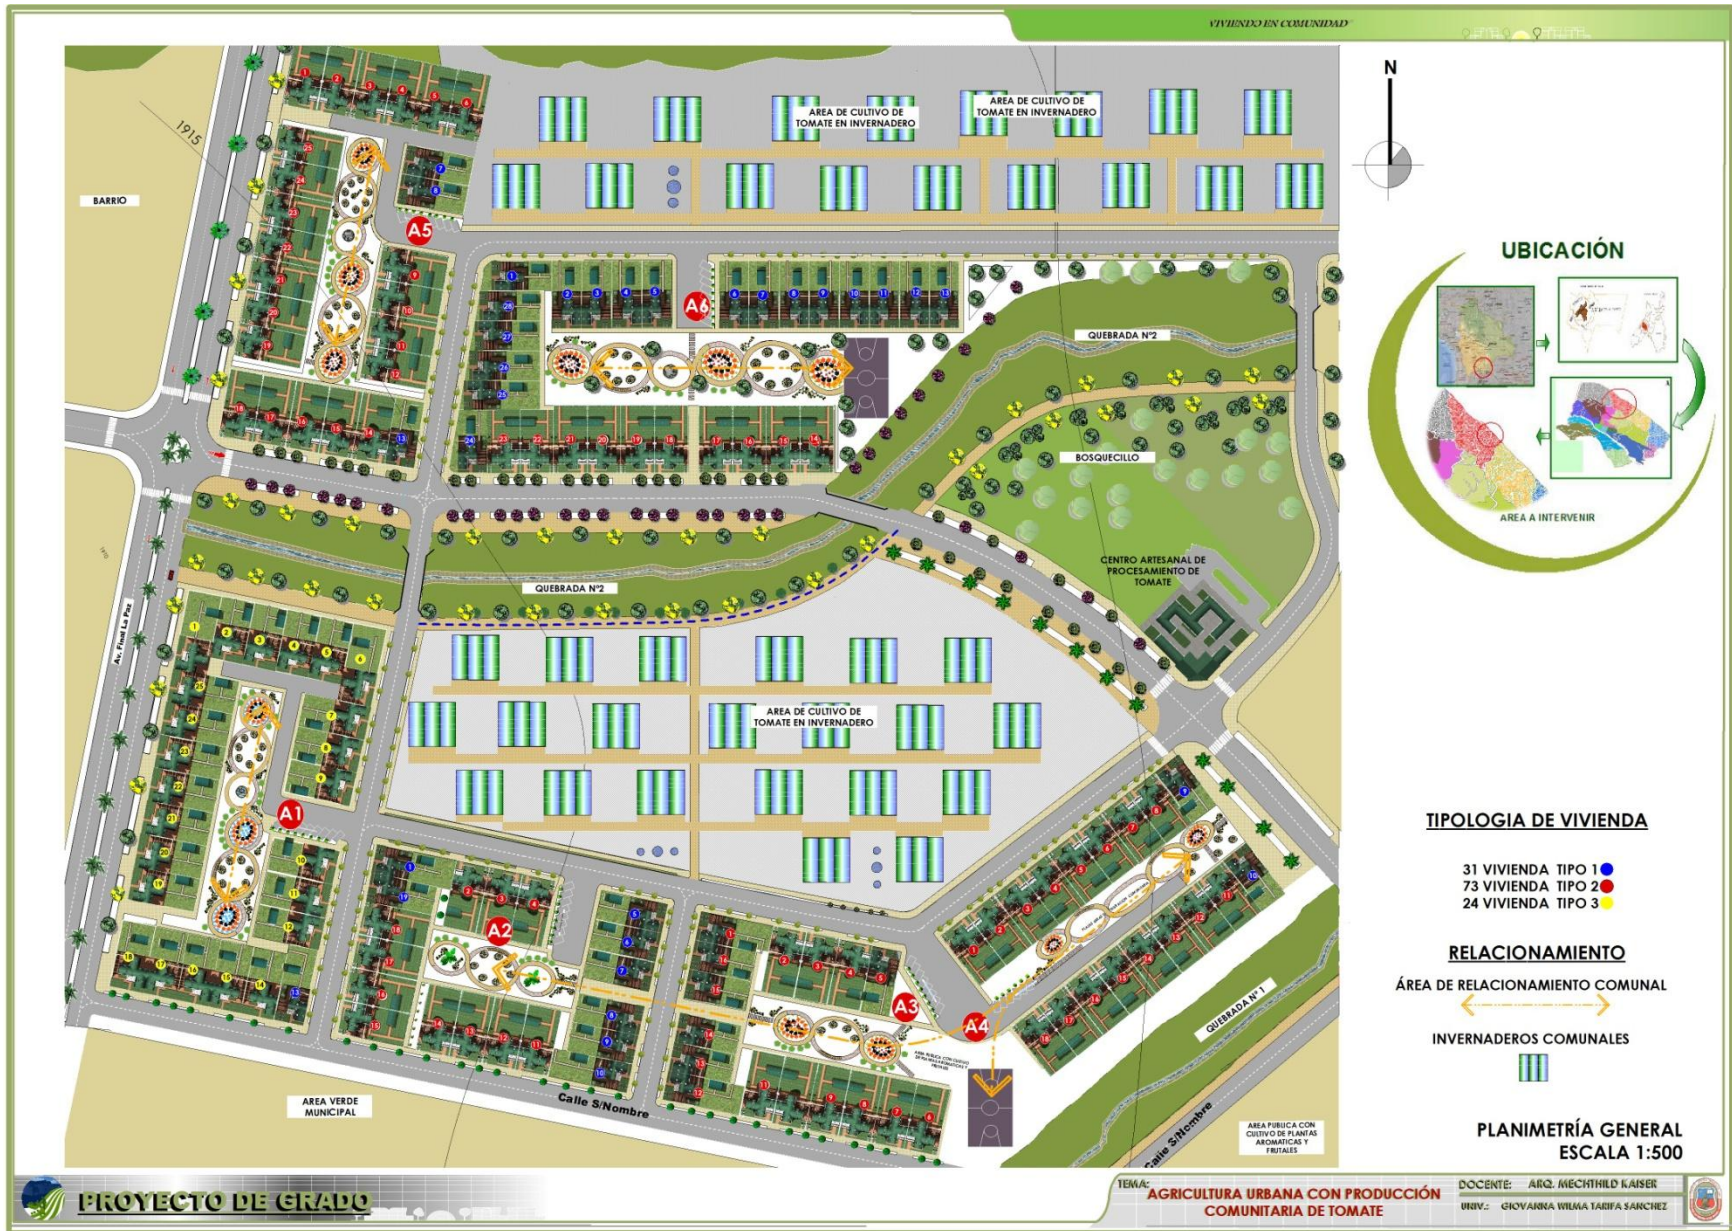 VIVIENDO EN COMUNIDAD
N
1915
BARRIO
AREA DE CULTIVO DE
TOMATE EN INVERNADERO
AREA DE CULTIVO DE
TOMATE EN INVERNADERO
A5
A6
QUEBRADA Nº2
BOSQUECILLO
UBICACIÓN
AREA A INTERVENIR
CENTRO ARTESANAL DE
PROCESAMIENTO DE
TOMATE
QUEBRADA Nº2
Av. Final La Paz
AREA DE CULTIVO DE
TOMATE EN INVERNADERO
A1
A2
A3
A4
QUEBRADA Nº 1
AREA VERDE
MUNICIPAL
Calle S/Nombre
Calle S/Nombre
AREA PUBLICA CON
CULTIVO DE PLANTAS
AROMATICAS Y
FRUTALES
TIPOLOGIA DE VIVIENDA
31 VIVIENDA TIPO 1
73 VIVIENDA TIPO 2
24 VIVIENDA TIPO 3
RELACIONAMIENTO
ÁREA DE RELACIONAMIENTO COMUNAL
INVERNADEROS COMUNALES
PLANIMETRÍA GENERAL
ESCALA 1:500
PROYECTO DE GRADO
TEMA:
AGRICULTURA URBANA CON PRODUCCIÓN
COMUNITARIA DE TOMATE
DOCENTE: ARQ. MECHTHILD KAISER
UNIV.: GIOVANNA WILMA TARIFA SANCHEZ